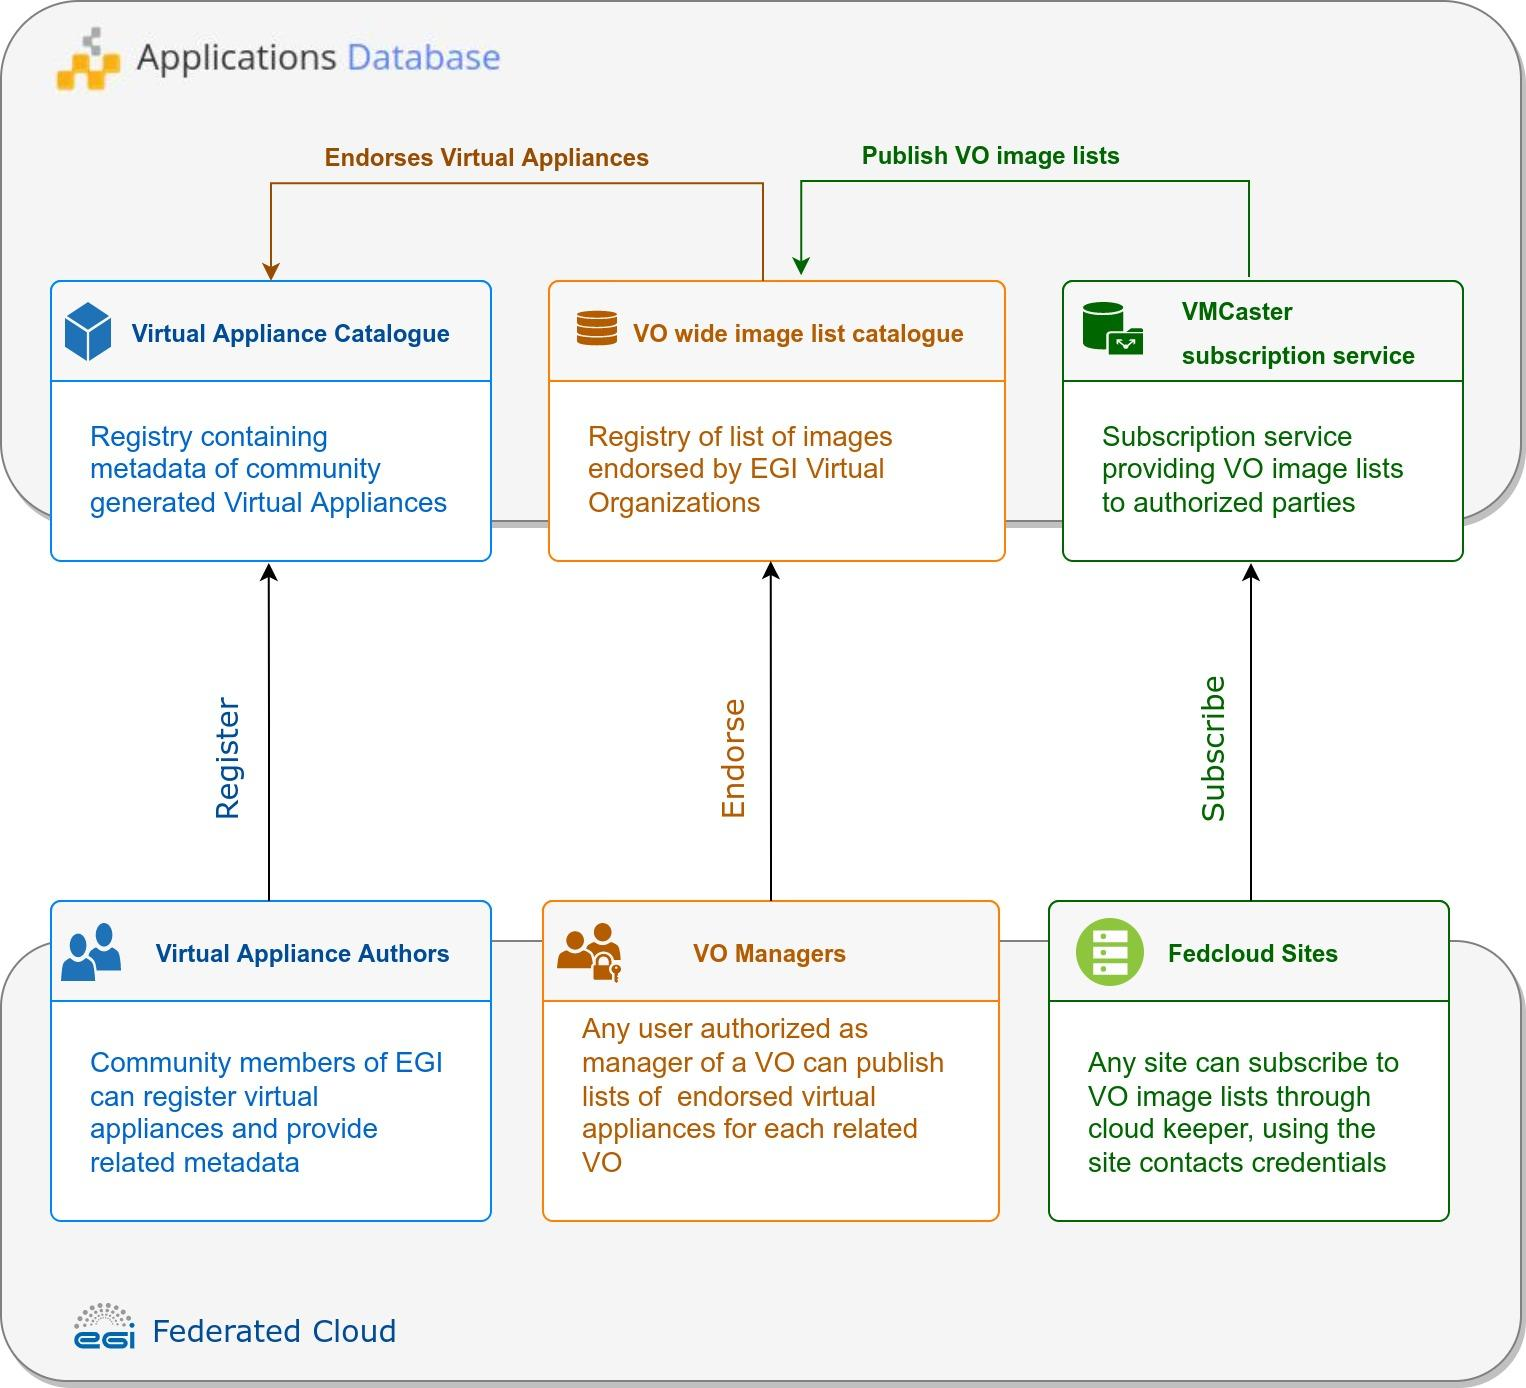 Applications Database
Endorses Virtual Appliances
Publish VO image lists
Virtual Appliance Catalogue
Registry containing
metadata of community
generated Virtual Appliances
VO wide image list catalogue
Registry of list of images
endorsed by EGI Virtual
Organizations
VMCaster
subscription service
Subscription service
providing VO image lists
to authorized parties
Register
Endorse
Subscribe
Virtual Appliance Authors
Community members of EGI
can register virtual
appliances and provide
related metadata
VO Managers
Any user authorized as
manager of a VO can publish
lists of  endorsed virtual
appliances for each related
VO
Fedcloud Sites
Any site can subscribe to
VO image lists through
cloud keeper, using the
site contacts credentials
eGI Federated Cloud